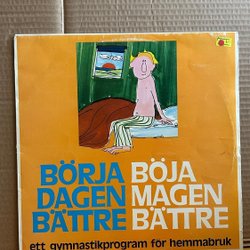 BÖRJA BÖJA
DAGEN MAGEN
BÄTTRE BÄTTRE
ett gymnastikprogram för hemmabruk